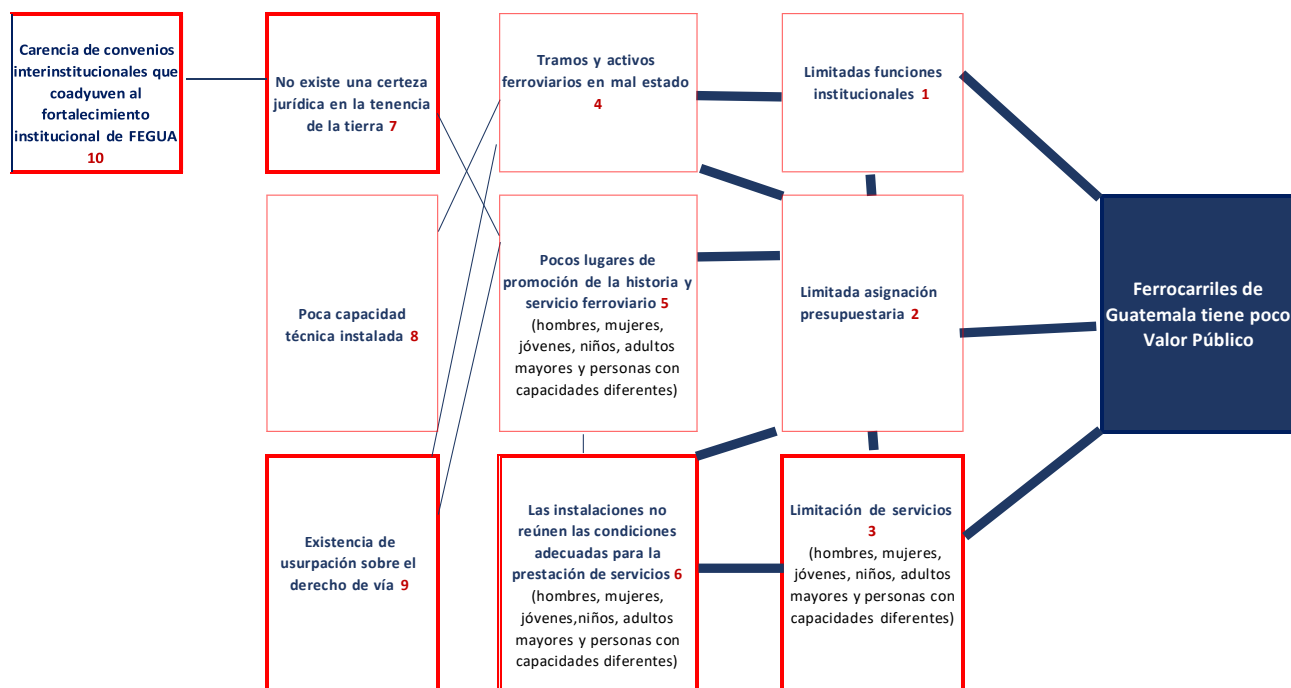 Carencia de convenios
interinstitucionales que
coadyuven al
fortalecimiento
institucional de FEGUA
10
No existe una certeza
jurídica en la tenencia
de la tierra 7
Tramos y activos
ferroviarios en mal estado
4
Limitadas funciones
institucionales 1
Poca capacidad
técnica instalada 8
Pocos lugares de
promoción de la historia y
servicio ferroviario 5
(hombres, mujeres,
jóvenes, niños, adultos
mayores y personas con
capacidades diferentes)
Limitada asignación
presupuestaria 2
Ferrocarriles de
Guatemala tiene poco
Valor Público
Existencia de
usurpación sobre el
derecho de vía 9
Las instalaciones no
reúnen las condiciones
adecuadas para la
prestación de servicios 6
(hombres, mujeres,
jóvenes,niños, adultos
mayores y personas con
capacidades diferentes)
Limitación de servicios
3
(hombres, mujeres,
jóvenes, niños, adultos
mayores y personas con
capacidades diferentes)